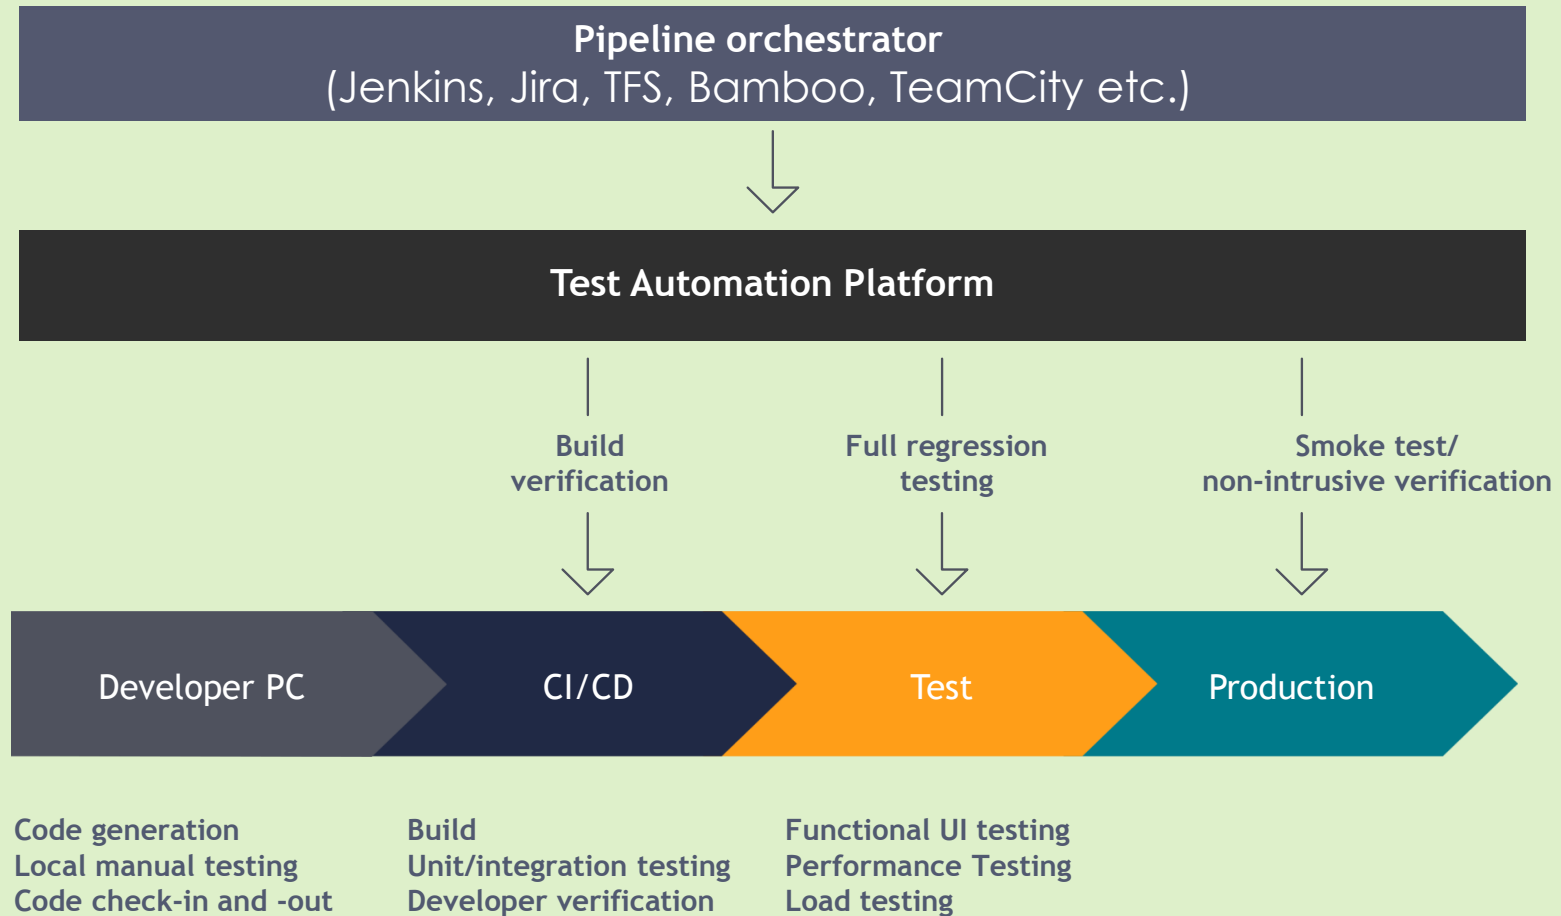 Pipeline orchestrator
(Jenkins, Jira, TFS, Bamboo, TeamCity etc.)
Test Automation Platform
Build
verification
Full regression
testing
Smoke test/
non-intrusive verification
Developer PC
CI/CD
Test
Production
Code generation
Local manual testing
Code check-in and -out
Build
Unit/integration testing
Developer verification
Functional UI testing
Performance Testing
Load testing